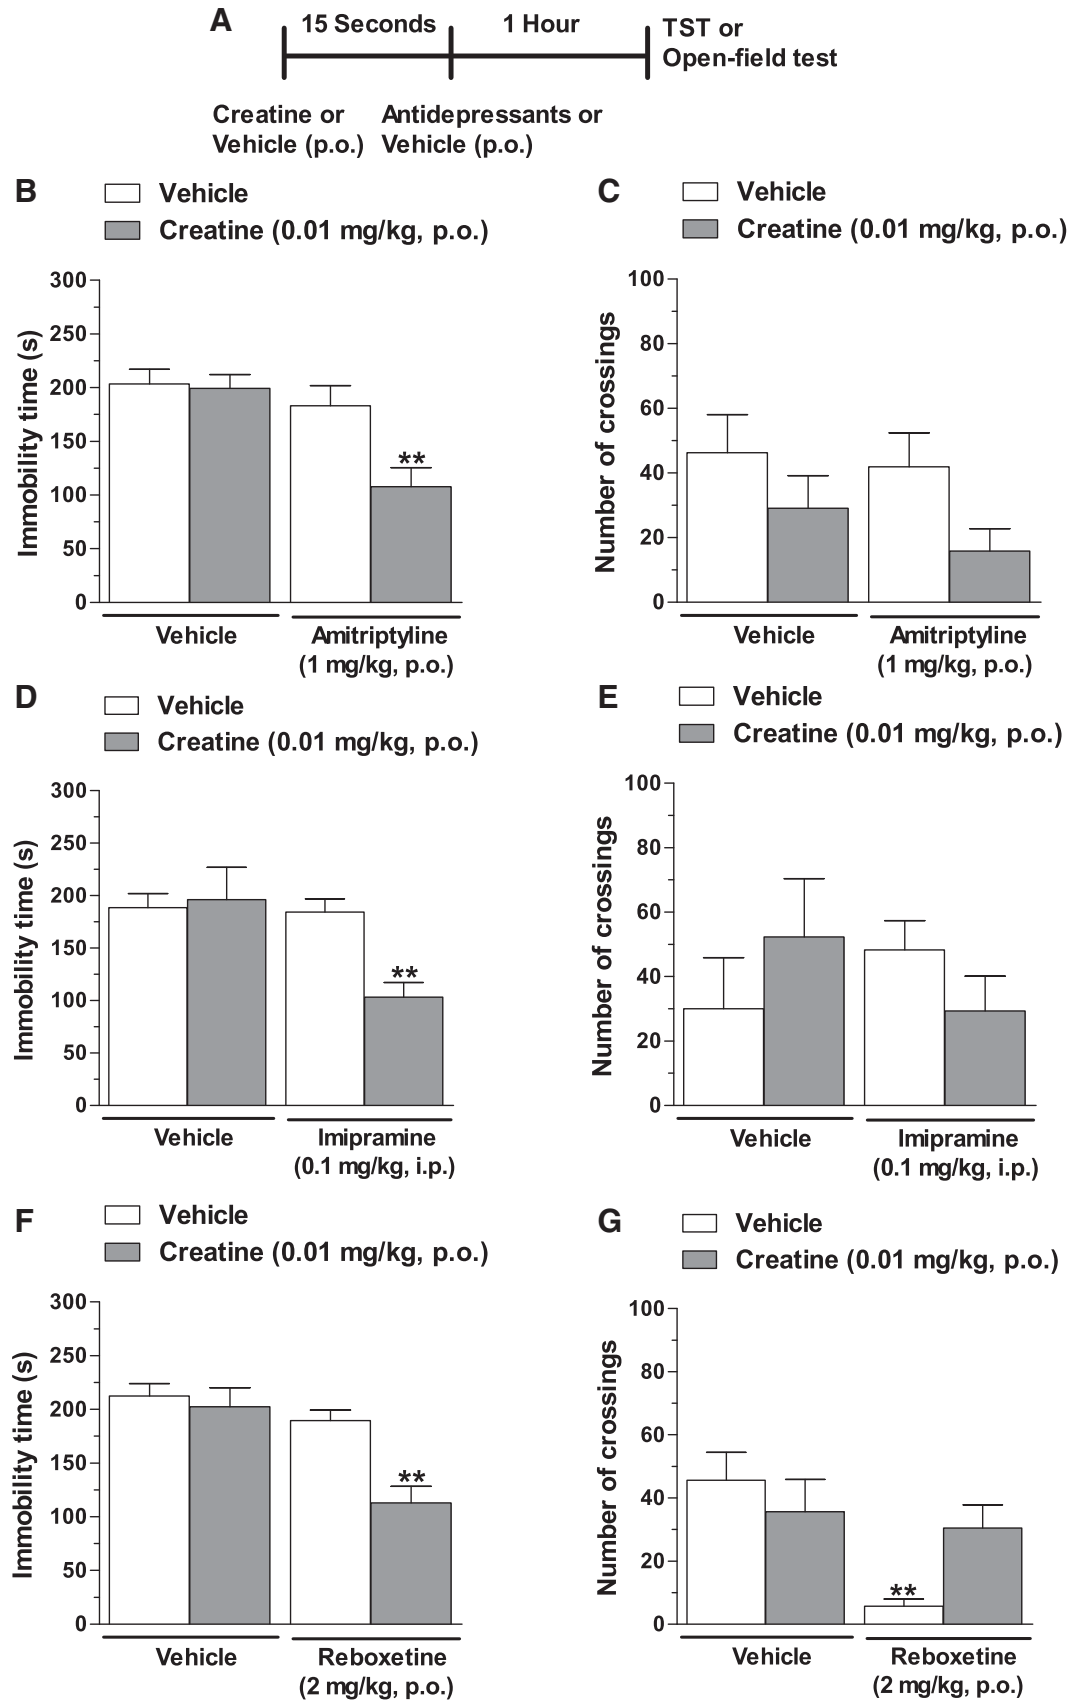 A
15 Seconds
1 Hour
TST or
Open-field test
Creatine or
Vehicle (p.o.)
Antidepressants or
Vehicle (p.o.)
B
Vehicle
Creatine (0.01 mg/kg, p.o.)
Immobility time (s)
300
250
200
150
100
50
0
**
Vehicle
Amitriptyline
(1 mg/kg, p.o.)
C
Vehicle
Creatine (0.01 mg/kg, p.o.)
Number of crossings
100
80
60
40
20
0
Vehicle
Amitriptyline
(1 mg/kg, p.o.)
D
Vehicle
Creatine (0.01 mg/kg, p.o.)
Immobility time (s)
300
250
200
150
100
50
0
**
Vehicle
Imipramine
(0.1 mg/kg, i.p.)
E
Vehicle
Creatine (0.01 mg/kg, p.o.)
Number of crossings
100
80
60
40
20
0
Vehicle
Imipramine
(0.1 mg/kg, i.p.)
F
Vehicle
Creatine (0.01 mg/kg, p.o.)
Immobility time (s)
300
250
200
150
100
50
0
**
Vehicle
Reboxetine
(2 mg/kg, p.o.)
G
Vehicle
Creatine (0.01 mg/kg, p.o.)
Number of crossings
100
80
60
40
20
0
**
Vehicle
Reboxetine
(2 mg/kg, p.o.)